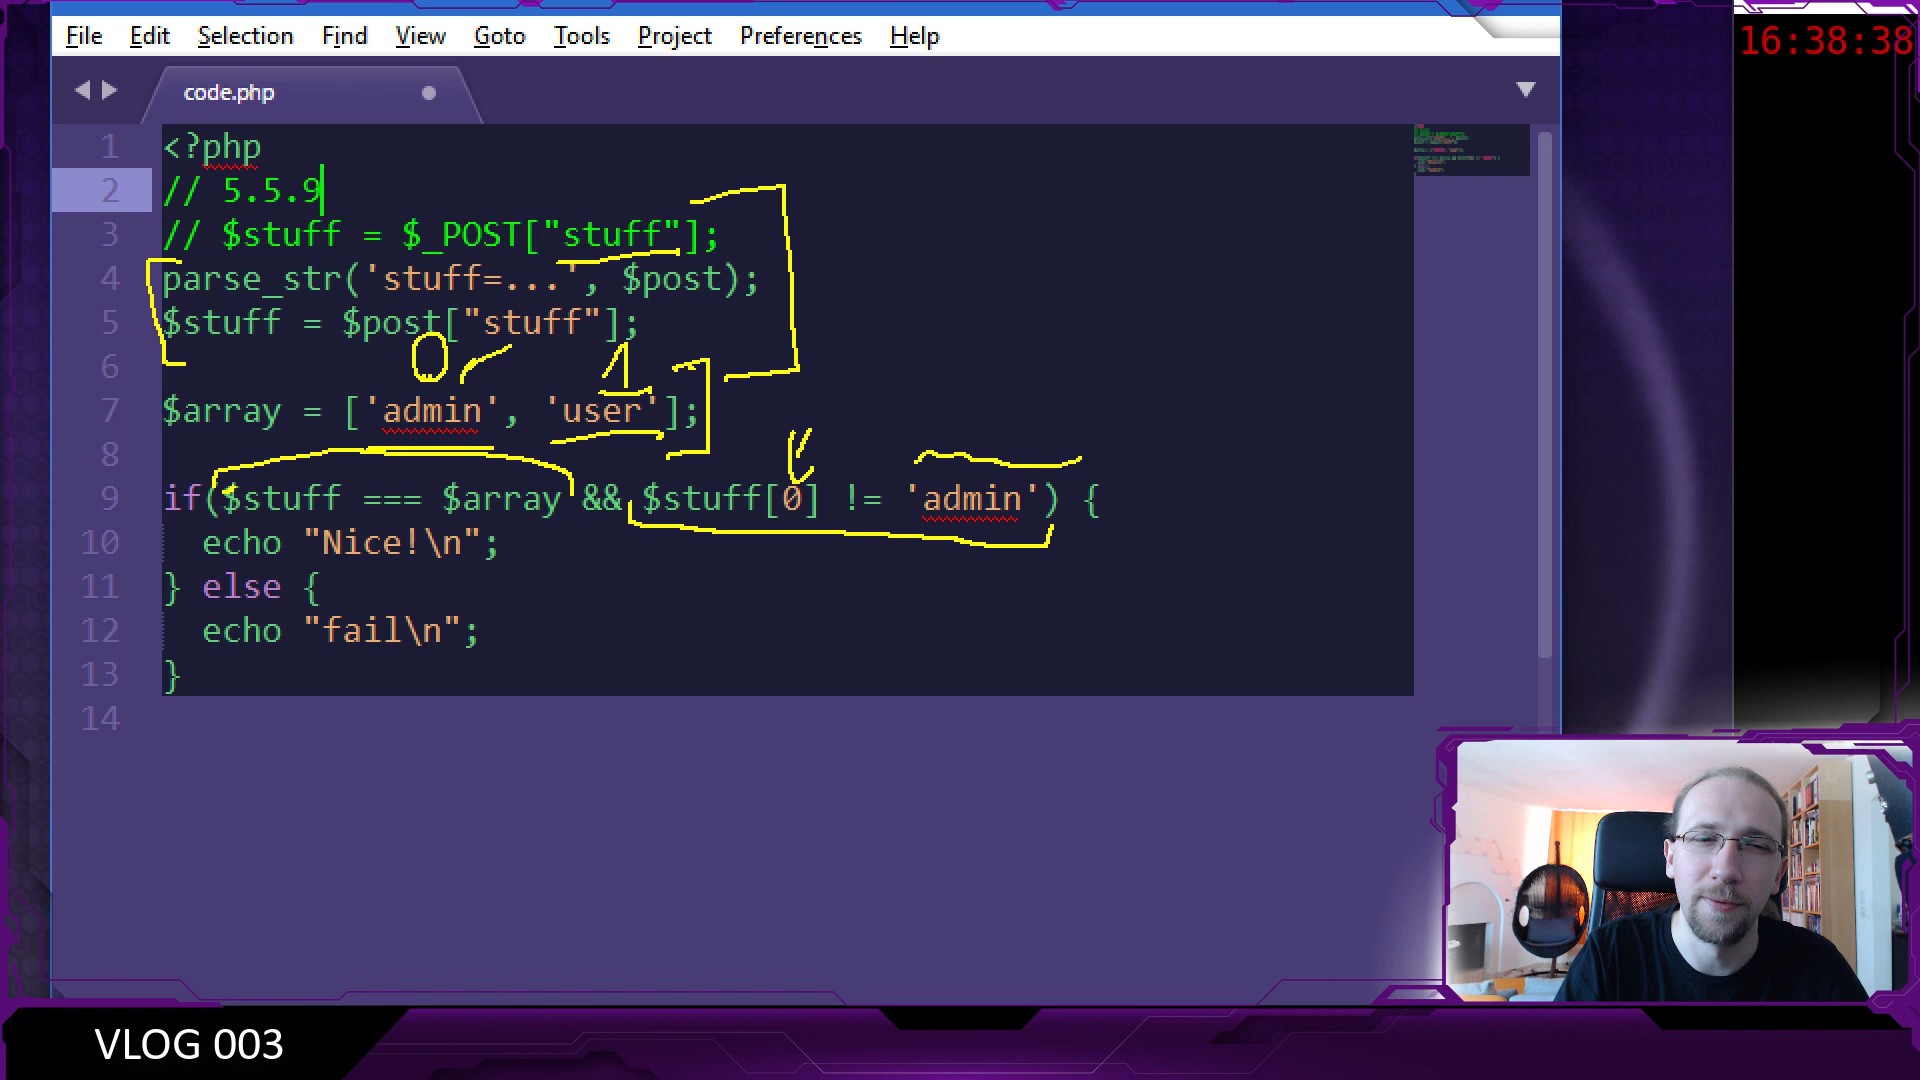 File Edit Selection Find View Goto Tools Project Preferences Help
16:38:38
code.php
1 <?php
2 // 5.5.9
3 // $stuff = $_POST["stuff"];
4 parse_str('stuff=...', $post);
5 $stuff = $post["stuff"];
6
0 1
7 $array = ['admin', 'user'];
8
9 if($stuff === $array && $stuff[0] != 'admin') {
10 echo "Nice!\n";
11 } else {
12 echo "fail\n";
13 }
14
VLOG 003